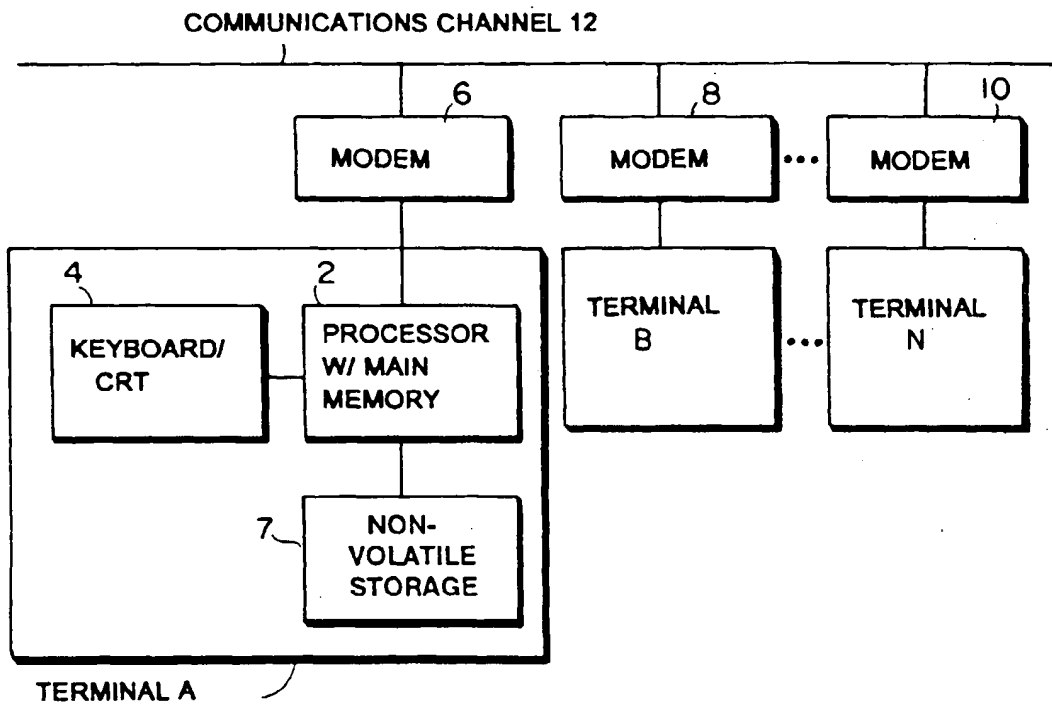 COMMUNICATIONS CHANNEL 12
6
8
10
MODEM
MODEM
•••
MODEM
4
2
KEYBOARD/
CRT
PROCESSOR
W/ MAIN
MEMORY
TERMINAL
B
•••
TERMINAL
N
7
NON-
VOLATILE
STORAGE
TERMINAL A